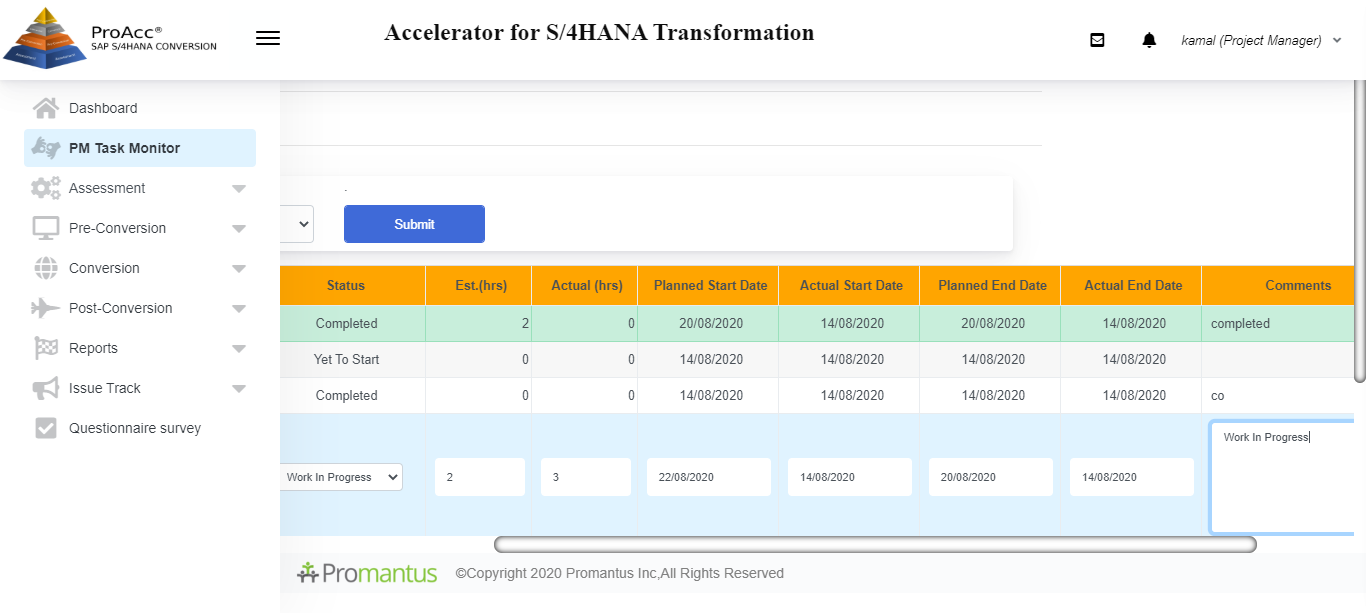 ProAcc®
SAP S/4HANA CONVERSION
Accelerator for S/4HANA Transformation
kamal (Project Manager)
Dashboard
PM Task Monitor
Assessment
Pre-Conversion
Conversion
Post-Conversion
Reports
Issue Track
Questionnaire survey
.
Submit
Status Est.(hrs) Actual (hrs) Planned Start Date Actual Start Date Planned End Date Actual End Date Comments
Completed 2 0 20/08/2020 14/08/2020 20/08/2020 14/08/2020 completed
Yet To Start 0 0 14/08/2020 14/08/2020 14/08/2020 14/08/2020
Completed 0 0 14/08/2020 14/08/2020 14/08/2020 14/08/2020 co
Work In Progress 2 3 22/08/2020 14/08/2020 20/08/2020 14/08/2020 Work In Progress
Promantus ©Copyright 2020 Promantus Inc,All Rights Reserved